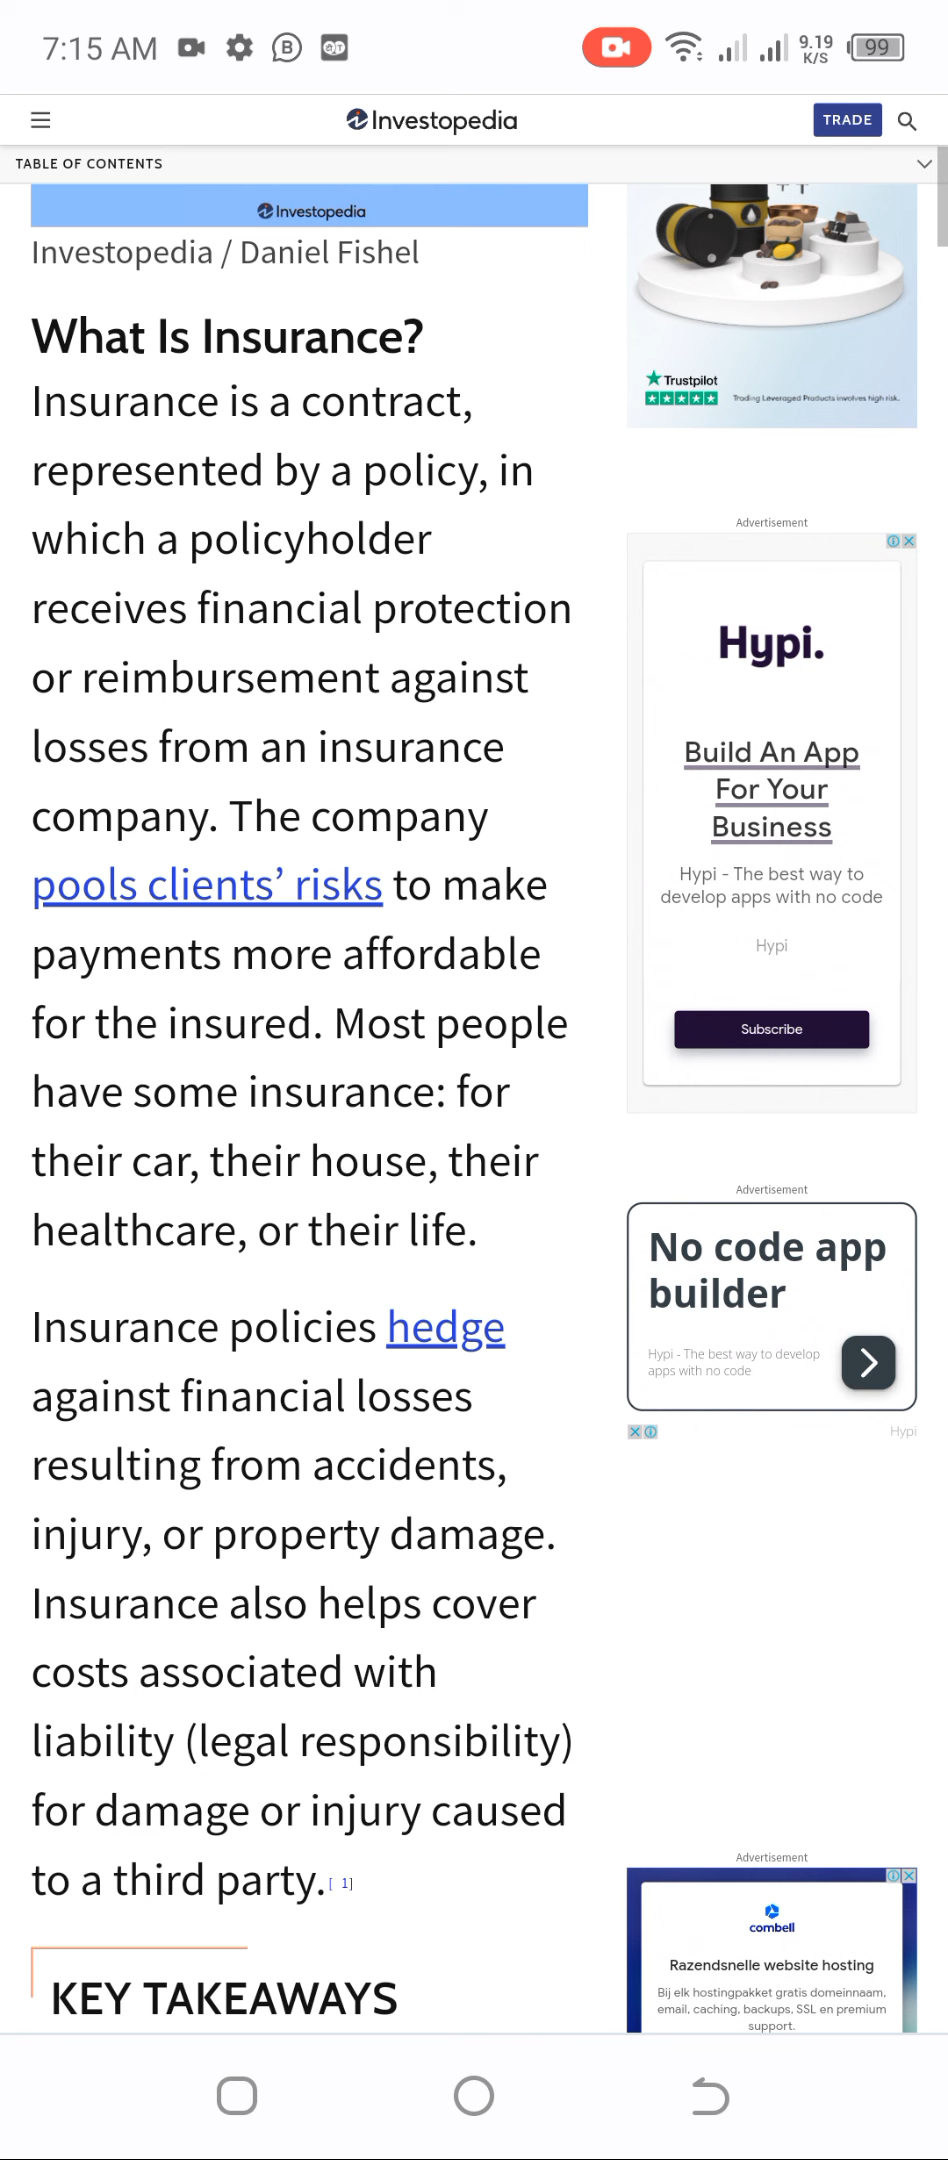 7:15 AM
9.19
K/S
99
Investopedia
TRADE
TABLE OF CONTENTS
Investopedia
Investopedia / Daniel Fishel
What Is Insurance?
Insurance is a contract,
represented by a policy, in
which a policyholder
receives financial protection
or reimbursement against
losses from an insurance
company. The company
pools clients’ risks to make
payments more affordable
for the insured. Most people
have some insurance: for
their car, their house, their
healthcare, or their life.
Insurance policies hedge
against financial losses
resulting from accidents,
injury, or property damage.
Insurance also helps cover
costs associated with
liability (legal responsibility)
for damage or injury caused
to a third party.[ 1]
KEY TAKEAWAYS
Trustpilot
Trading Leveraged Products involves high risk.
Advertisement
Hypi.
Build An App
For Your
Business
Hypi - The best way to
develop apps with no code
Hypi
Subscribe
Advertisement
No code app
builder
Hypi - The best way to develop
apps with no code
Hypi
Advertisement
combell
Razendsnelle website hosting
Bij elk hostingpakket gratis domeinnaam,
email, caching, backups, SSL en premium
support.